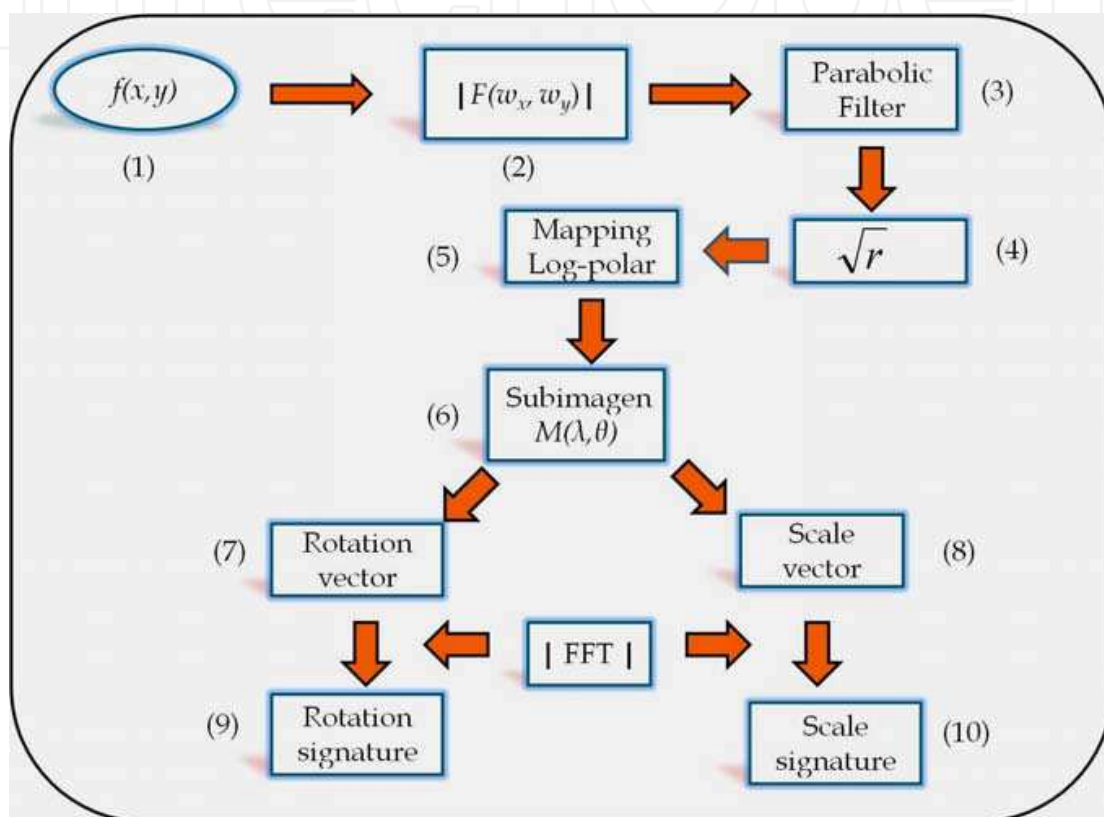 f(x,y)
(1)
| F(w_x, w_y) |
(2)
Parabolic
Filter
(3)
√r
(4)
Mapping
Log-polar
(5)
Subimagen
M(λ,θ)
(6)
Rotation
vector
(7)
Scale
vector
(8)
| FFT |
Rotation
signature
(9)
Scale
signature
(10)